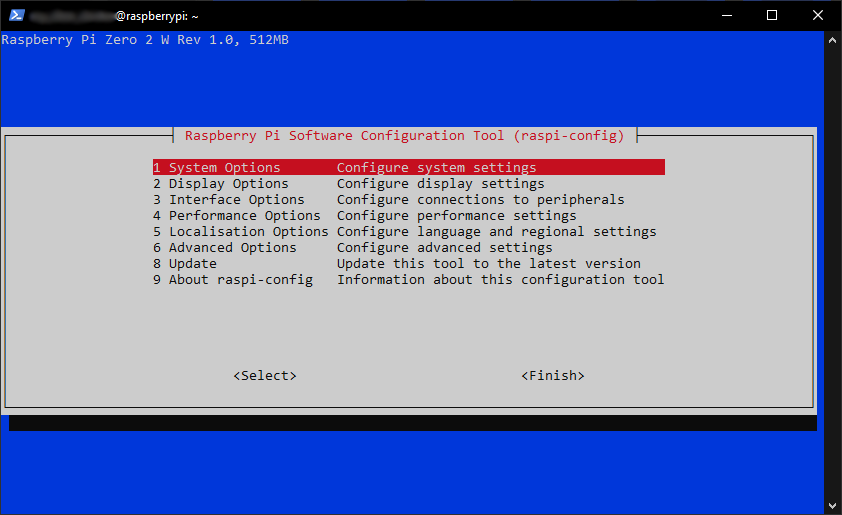 @raspberrypi: ~
Raspberry Pi Zero 2 W Rev 1.0, 512MB
Raspberry Pi Software Configuration Tool (raspi-config)
1 System Options Configure system settings
2 Display Options Configure display settings
3 Interface Options Configure connections to peripherals
4 Performance Options Configure performance settings
5 Localisation Options Configure language and regional settings
6 Advanced Options Configure advanced settings
8 Update Update this tool to the latest version
9 About raspi-config Information about this configuration tool
<Select> <Finish>